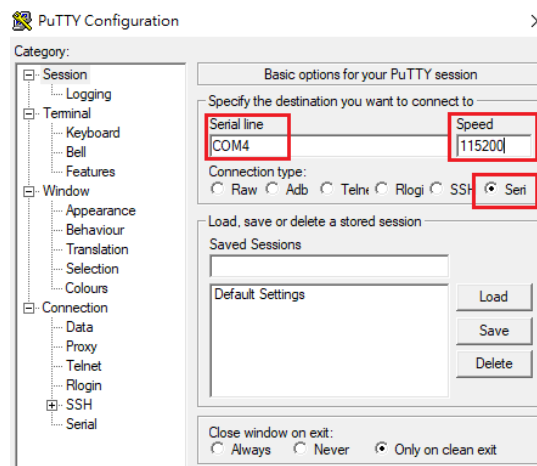 PuTTY Configuration
Category:
Session
Logging
Terminal
Keyboard
Bell
Features
Window
Appearance
Behaviour
Translation
Selection
Colours
Connection
Data
Proxy
Telnet
Rlogin
SSH
Serial
Basic options for your PuTTY session
Specify the destination you want to connect to
Serial line Speed
COM4 115200
Connection type:
Raw Adb Telne Rlogi SSH Seri
Load, save or delete a stored session
Saved Sessions
Default Settings
Load
Save
Delete
Close window on exit:
Always Never Only on clean exit